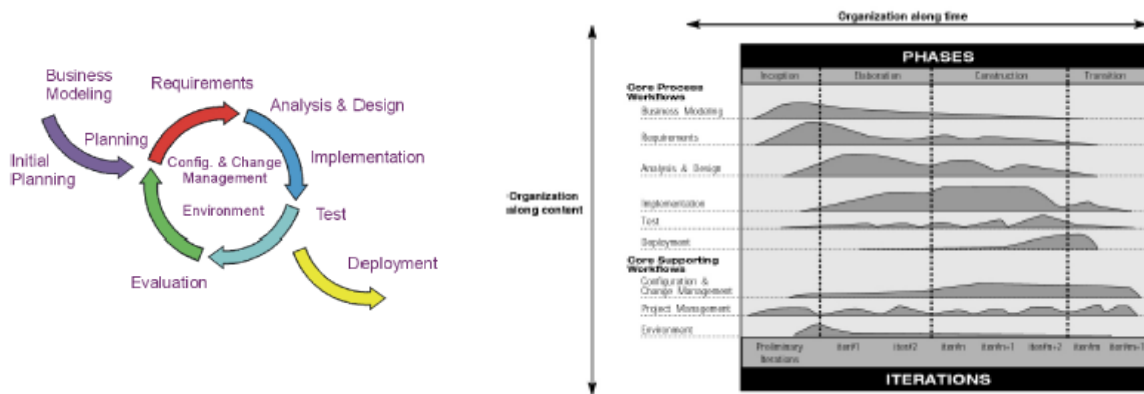 Business
Modeling
Requirements
Analysis & Design
Planning
Initial
Planning
Config. & Change
Management
Implementation
Environment
Test
Evaluation
Deployment
Organization along time
Organization
along content
PHASES
Inception Elaboration Construction Transition
Core Process
Workflows
Business Modeling
Requirements
Analysis & Design
Implementation
Test
Deployment
Core Supporting
Workflows
Configuration &
Change Management
Project Management
Environment
Preliminary
Iterations
iter#1 iter#2 iter#n iter#n+1 iter#n+2 iter#m iter#m+1
ITERATIONS